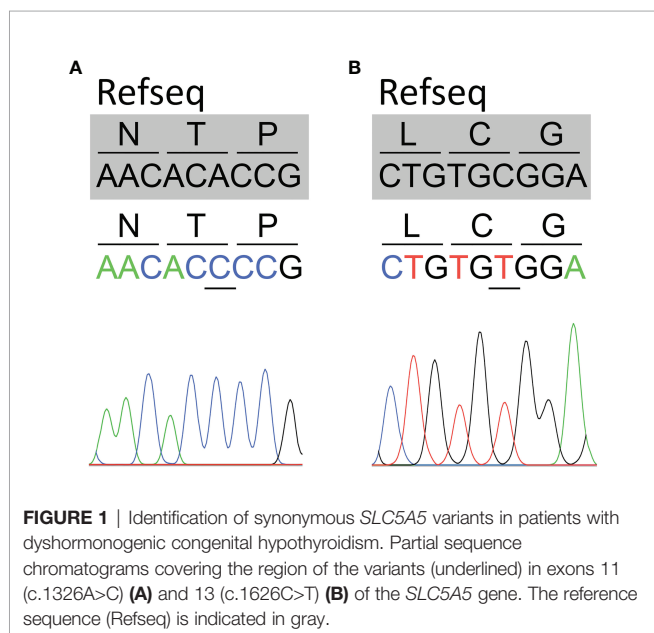 A
Refseq
N T P
AACACACCG
N T P
AACACCCCG
B
Refseq
L C G
CTGTGCGGA
L C G
CTGTGTGGA
FIGURE 1 | Identification of synonymous SLC5A5 variants in patients with
dyshormonogenic congenital hypothyroidism. Partial sequence
chromatograms covering the region of the variants (underlined) in exons 11
(c.1326A>C) (A) and 13 (c.1626C>T) (B) of the SLC5A5 gene. The reference
sequence (Refseq) is indicated in gray.